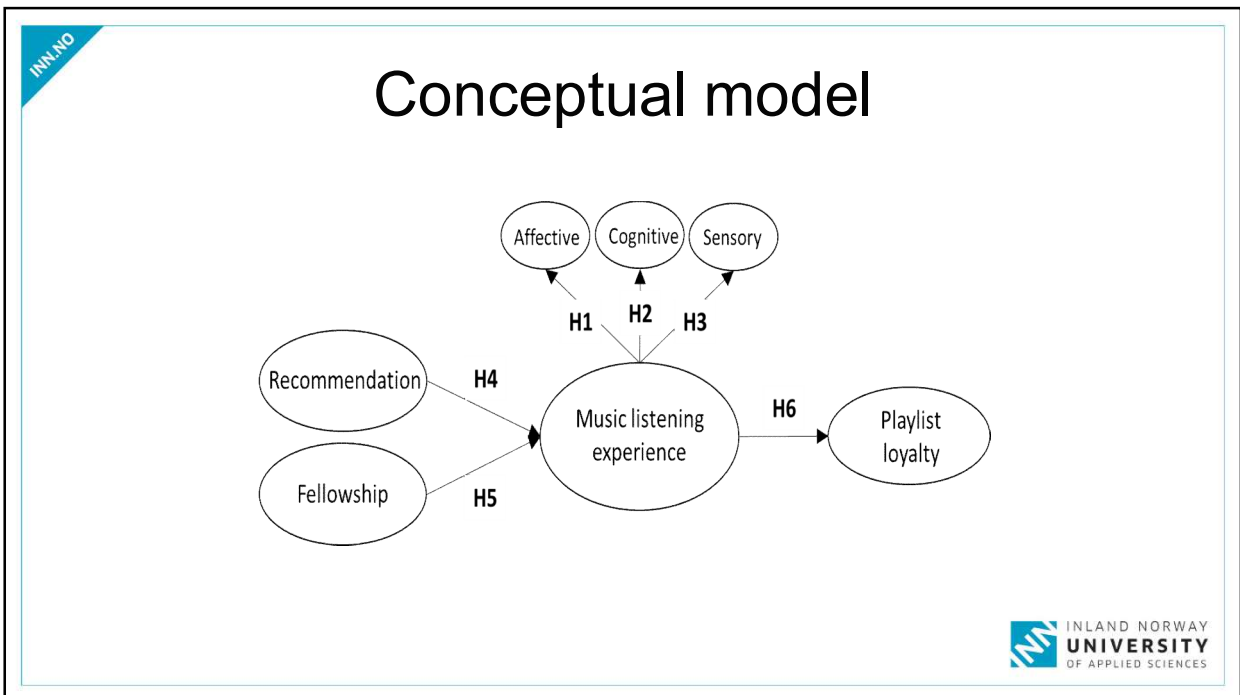 INN.NO
Conceptual model
Affective
Cognitive
Sensory
H1
H2
H3
Recommendation
H4
Music listening
experience
H6
Playlist
loyalty
Fellowship
H5
INN
INLAND NORWAY
UNIVERSITY
OF APPLIED SCIENCES